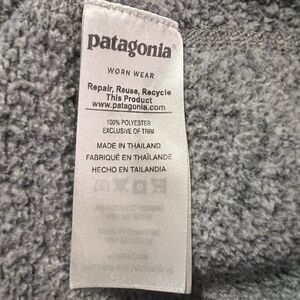 patagonia®
WORN WEAR
Repair, Reuse, Recycle
This Product
www.patagonia.com
100% POLYESTER
EXCLUSIVE OF TRIM
MADE IN THAILAND
FABRIQUÉ EN THAÏLANDE
HECHO EN TAILANDIA